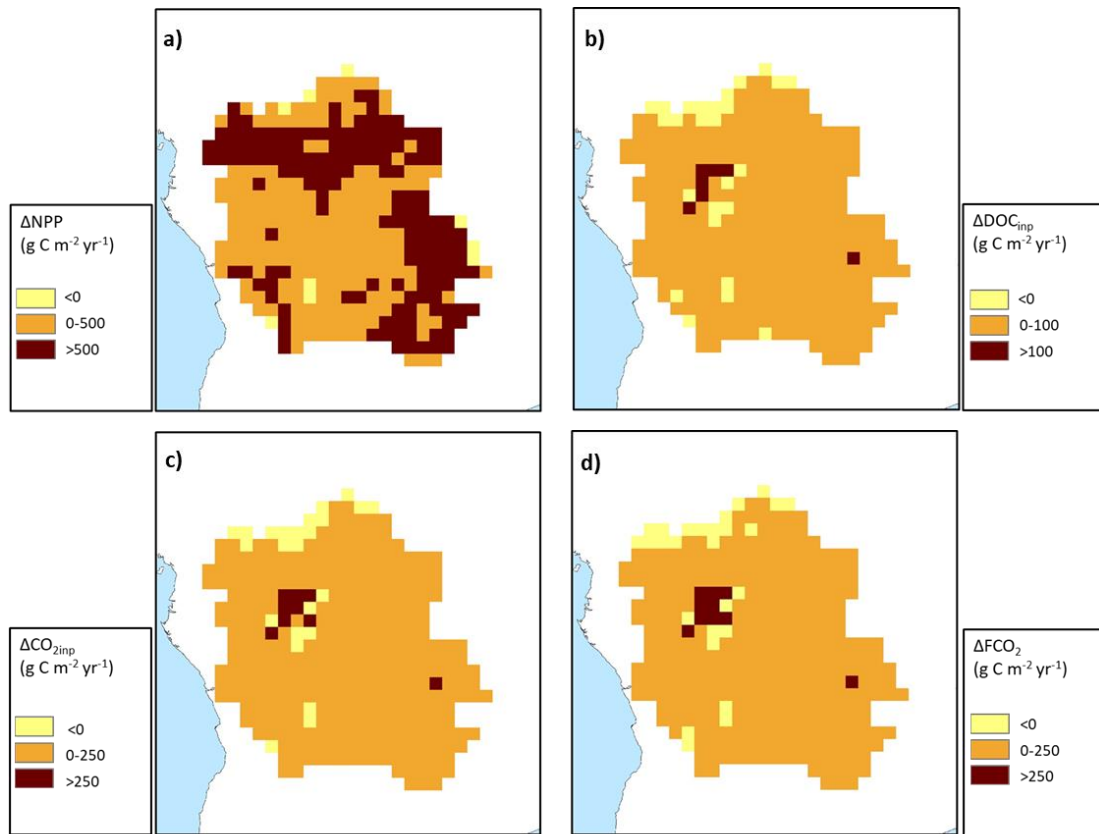 a)
ΔNPP
(g C m⁻² yr⁻¹)
<0
0-500
>500
b)
ΔDOCinp
(g C m⁻² yr⁻¹)
<0
0-100
>100
c)
ΔCO₂inp
(g C m⁻² yr⁻¹)
<0
0-250
>250
d)
ΔFCO₂
(g C m⁻² yr⁻¹)
<0
0-250
>250